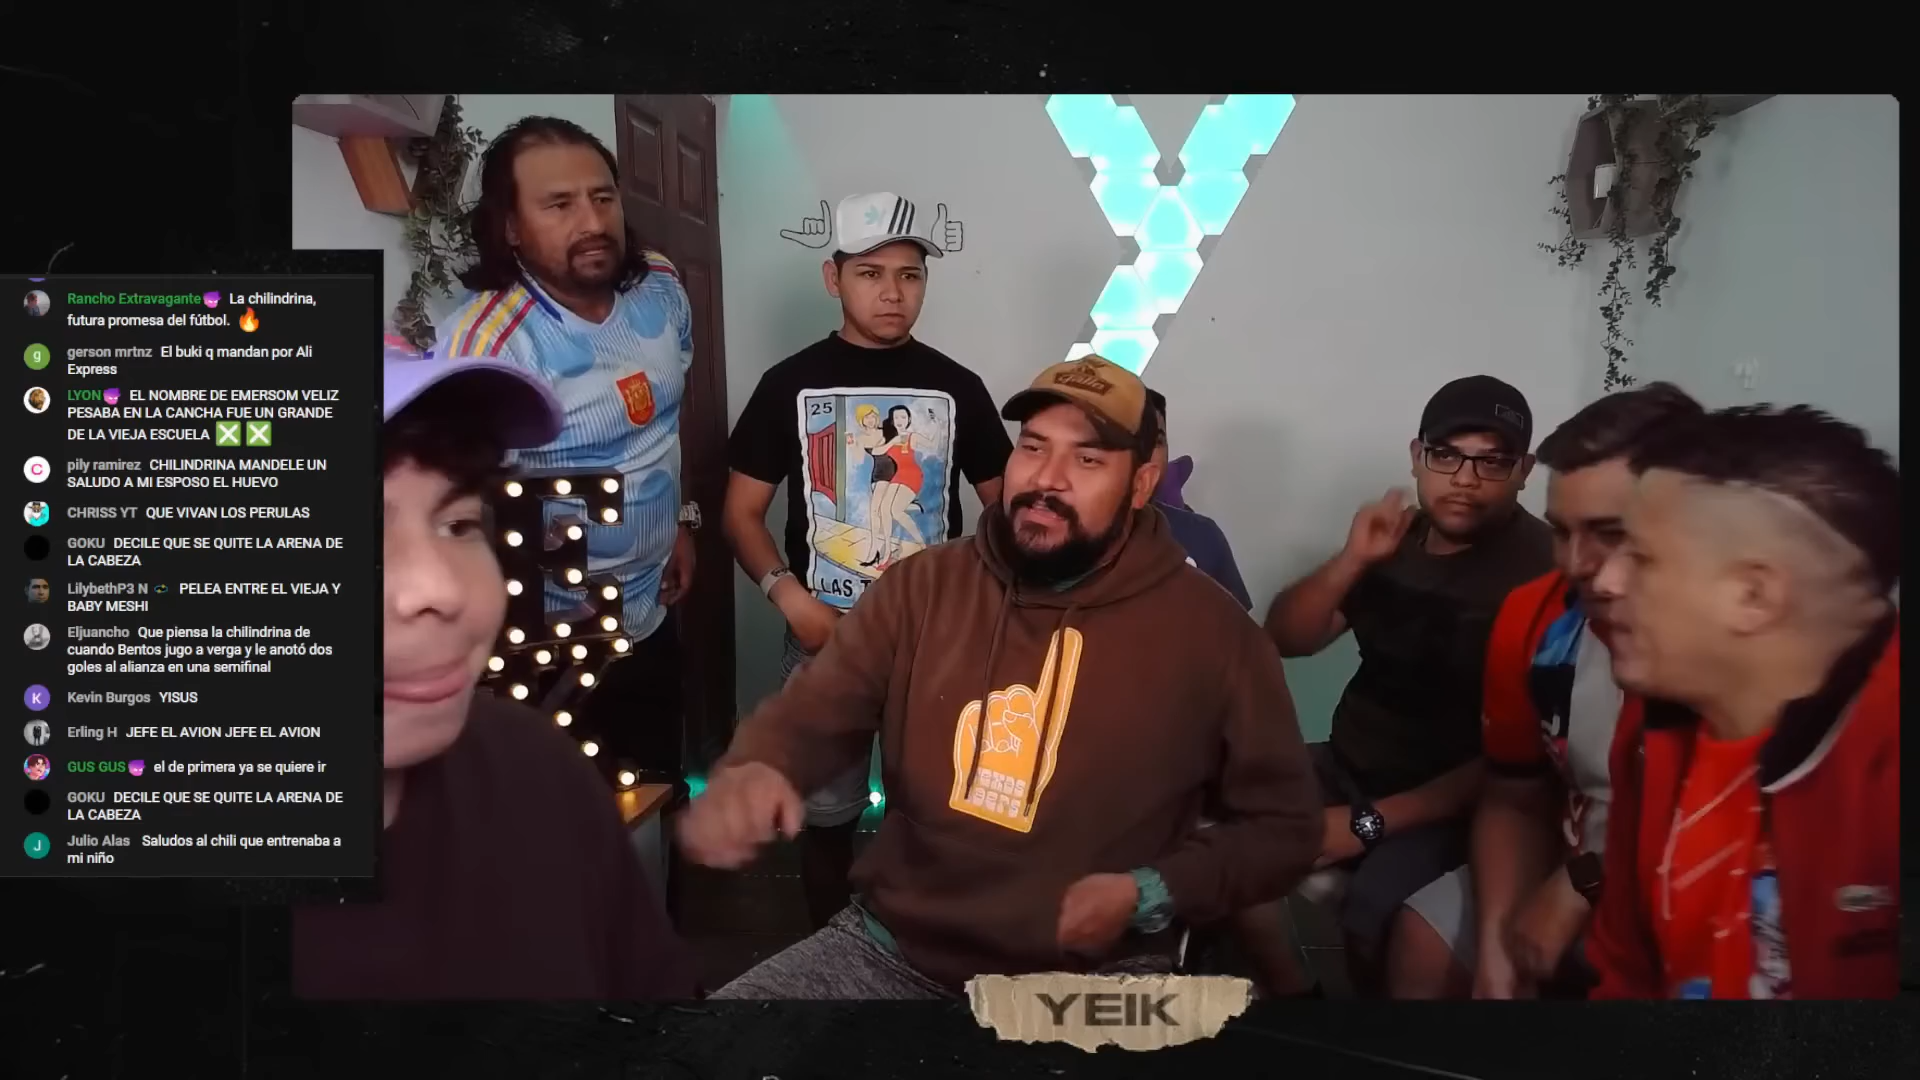 Rancho Extravagante😈 La chilindrina,
futura promesa del fútbol. 🔥
gerson mrtnz El buki q mandan por Ali
Express
LYON😈 EL NOMBRE DE EMERSOM VELIZ
PESABA EN LA CANCHA FUE UN GRANDE
DE LA VIEJA ESCUELA ❎ ❎
pily ramirez CHILINDRINA MANDELE UN
SALUDO A MI ESPOSO EL HUEVO
CHRISS YT QUE VIVAN LOS PERULAS
GOKU DECILE QUE SE QUITE LA ARENA DE
LA CABEZA
LilybethP3 N PELEA ENTRE EL VIEJA Y
BABY MESHI
Eljuancho Que piensa la chilindrina de
cuando Bentos jugo a verga y le anotó dos
goles al alianza en una semifinal
Kevin Burgos YISUS
Erling H JEFE EL AVION JEFE EL AVION
GUS GUS😈 el de primera ya se quiere ir
GOKU DECILE QUE SE QUITE LA ARENA DE
LA CABEZA
Julio Alas Saludos al chili que entrenaba a
mi niño
25
LAS
YEIK